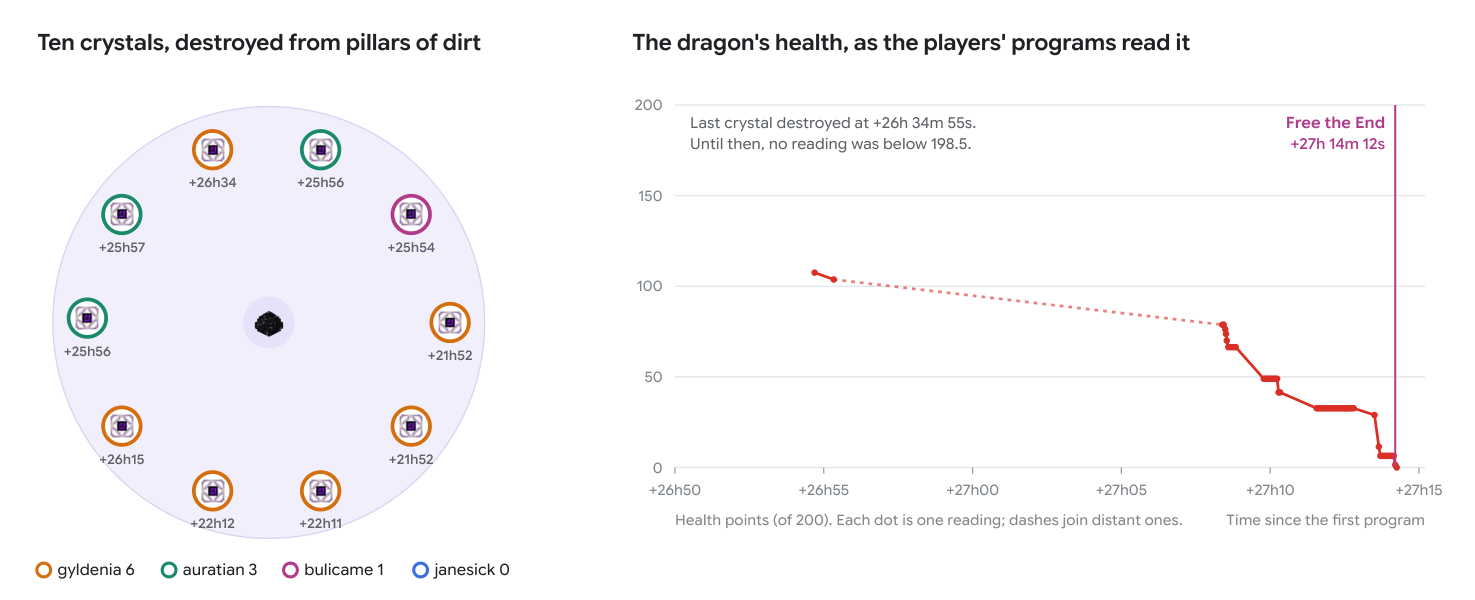 Ten crystals, destroyed from pillars of dirt
+26h34
+25h56
+25h57
+25h54
+25h56
+21h52
+26h15
+21h52
+22h12
+22h11
gyldenia 6
auratian 3
bulicame 1
janesick 0
The dragon's health, as the players' programs read it
200
150
100
50
0
Last crystal destroyed at +26h 34m 55s.
Until then, no reading was below 198.5.
Free the End
+27h 14m 12s
+26h50
+26h55
+27h00
+27h05
+27h10
+27h15
Health points (of 200). Each dot is one reading; dashes join distant ones.
Time since the first program